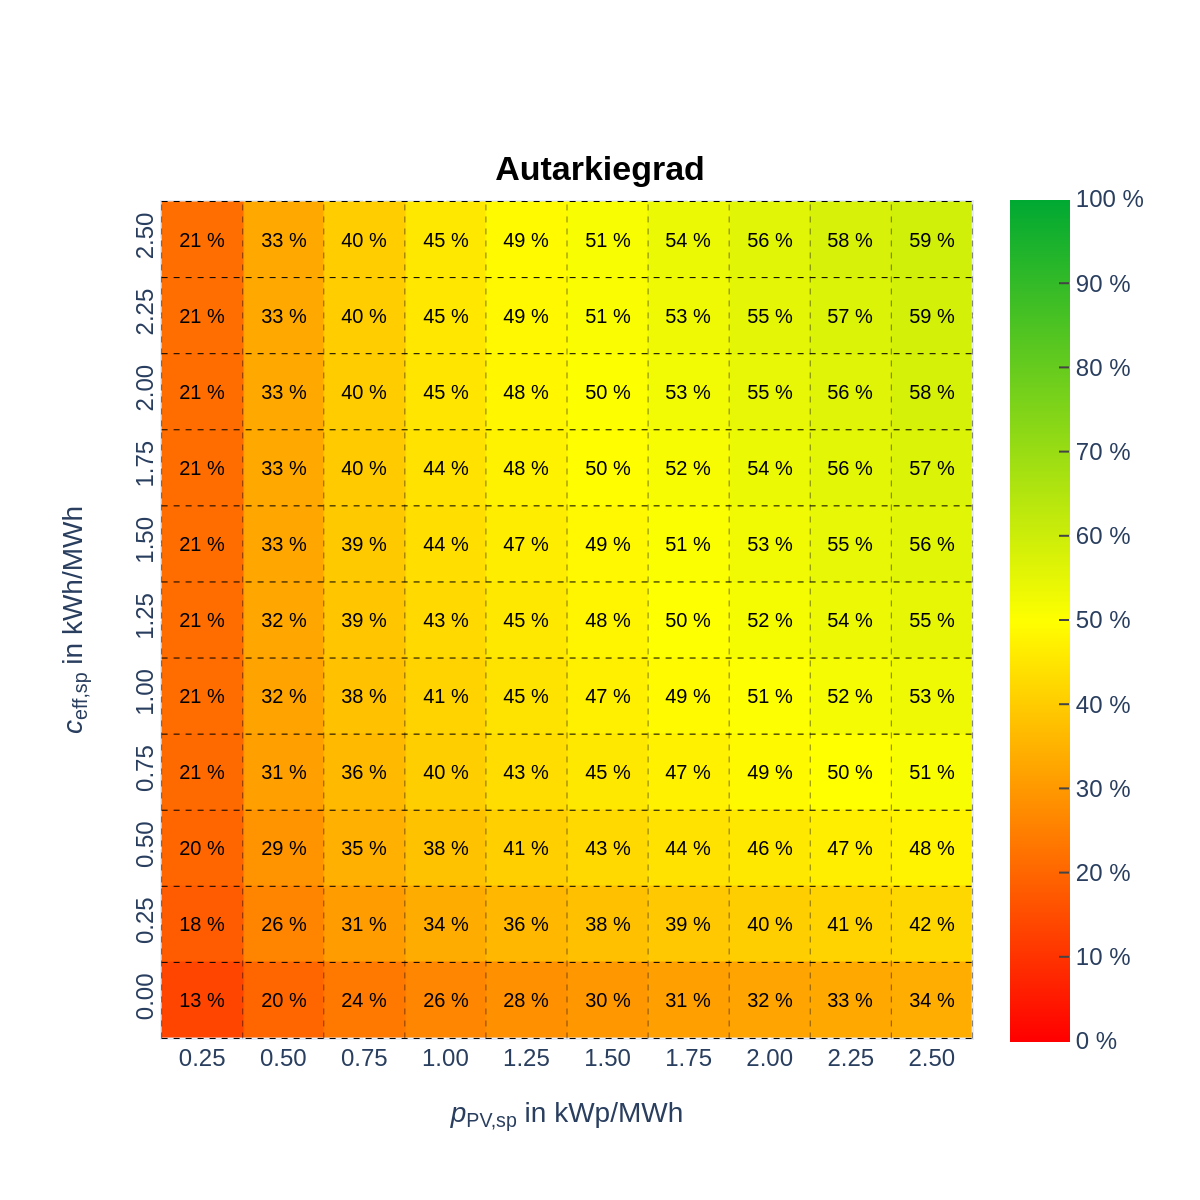 Autarkiegrad
2.50 21 % 33 % 40 % 45 % 49 % 51 % 54 % 56 % 58 % 59 %
2.25 21 % 33 % 40 % 45 % 49 % 51 % 53 % 55 % 57 % 59 %
2.00 21 % 33 % 40 % 45 % 48 % 50 % 53 % 55 % 56 % 58 %
1.75 21 % 33 % 40 % 44 % 48 % 50 % 52 % 54 % 56 % 57 %
1.50 21 % 33 % 39 % 44 % 47 % 49 % 51 % 53 % 55 % 56 %
1.25 21 % 32 % 39 % 43 % 45 % 48 % 50 % 52 % 54 % 55 %
1.00 21 % 32 % 38 % 41 % 45 % 47 % 49 % 51 % 52 % 53 %
0.75 21 % 31 % 36 % 40 % 43 % 45 % 47 % 49 % 50 % 51 %
0.50 20 % 29 % 35 % 38 % 41 % 43 % 44 % 46 % 47 % 48 %
0.25 18 % 26 % 31 % 34 % 36 % 38 % 39 % 40 % 41 % 42 %
0.00 13 % 20 % 24 % 26 % 28 % 30 % 31 % 32 % 33 % 34 %
0.25 0.50 0.75 1.00 1.25 1.50 1.75 2.00 2.25 2.50
p PV,sp in kWp/MWh
c eff,sp in kWh/MWh
100 %
90 %
80 %
70 %
60 %
50 %
40 %
30 %
20 %
10 %
0 %